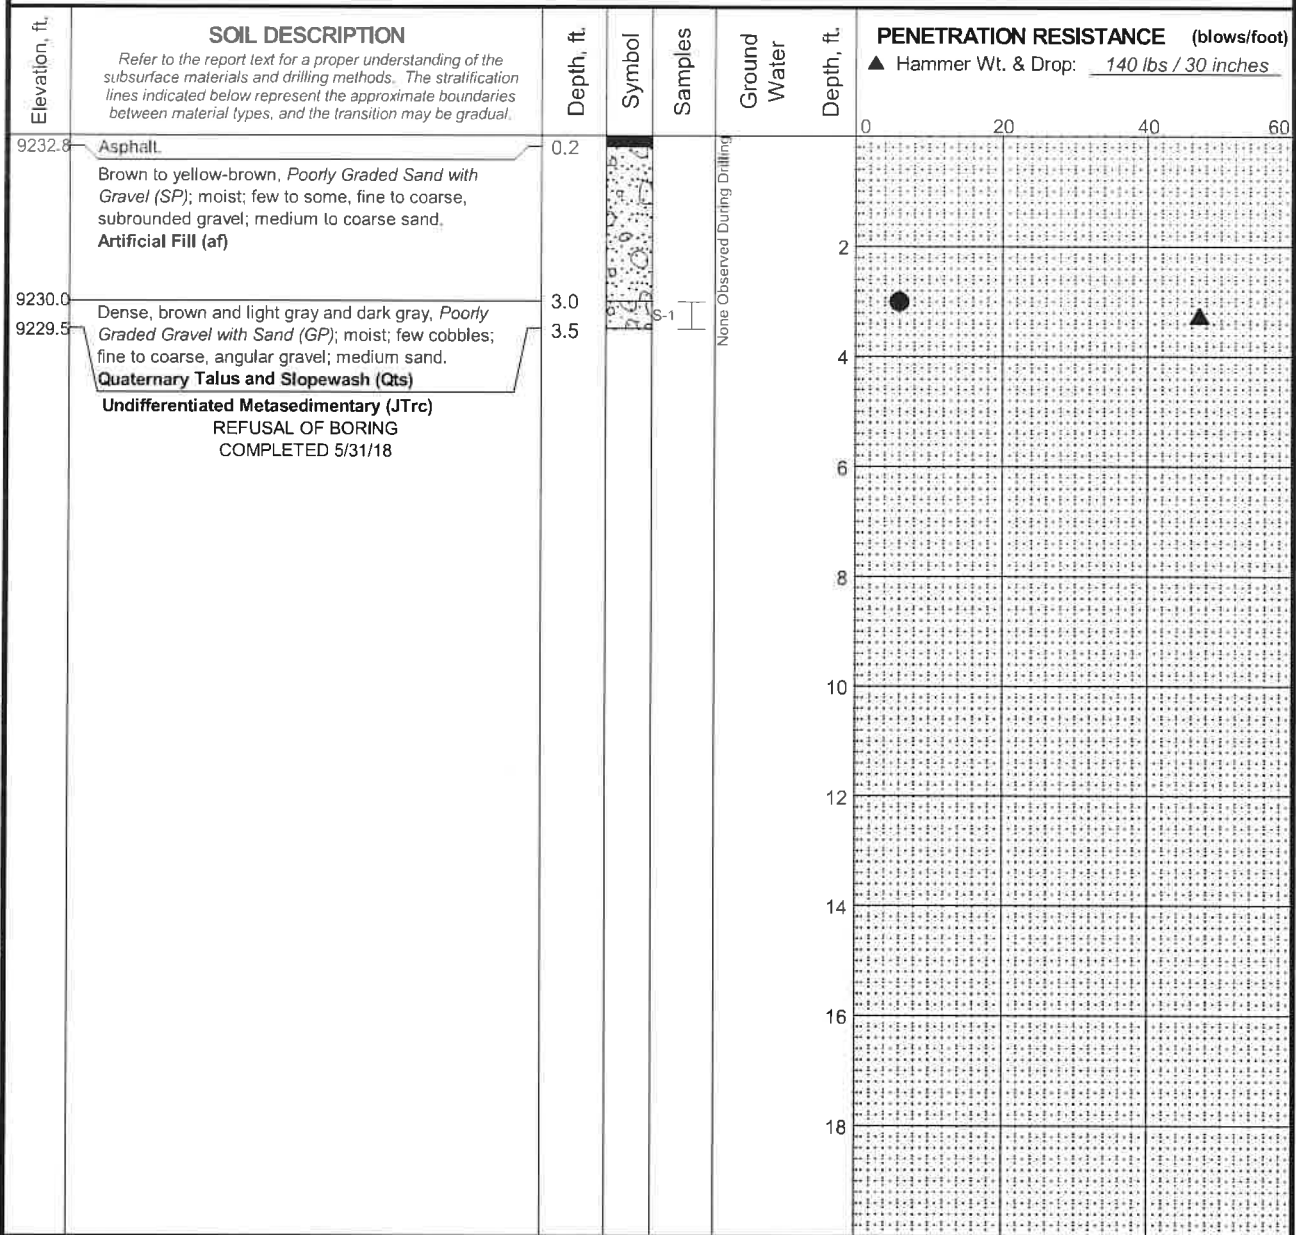 Elevation, ft.
SOIL DESCRIPTION
Refer to the report text for a proper understanding of the
subsurface materials and drilling methods. The stratification
lines indicated below represent the approximate boundaries
between material types, and the transition may be gradual.
Depth, ft.
Symbol
Samples
Ground
Water
Depth, ft.
PENETRATION RESISTANCE (blows/foot)
▲ Hammer Wt. & Drop: 140 lbs / 30 inches
0 20 40 60
9232.8 Asphalt. 0.2
Brown to yellow-brown, Poorly Graded Sand with
Gravel (SP); moist; few to some, fine to coarse,
subrounded gravel; medium to coarse sand.
Artificial Fill (af)
9230.0 3.0
Dense, brown and light gray and dark gray, Poorly
9229.5 Graded Gravel with Sand (GP); moist; few cobbles; 3.5
fine to coarse, angular gravel; medium sand.
Quaternary Talus and Slopewash (Qts)
Undifferentiated Metasedimentary (JTrc)
REFUSAL OF BORING
COMPLETED 5/31/18
S-1
None Observed During Drilling
2
4
6
8
10
12
14
16
18